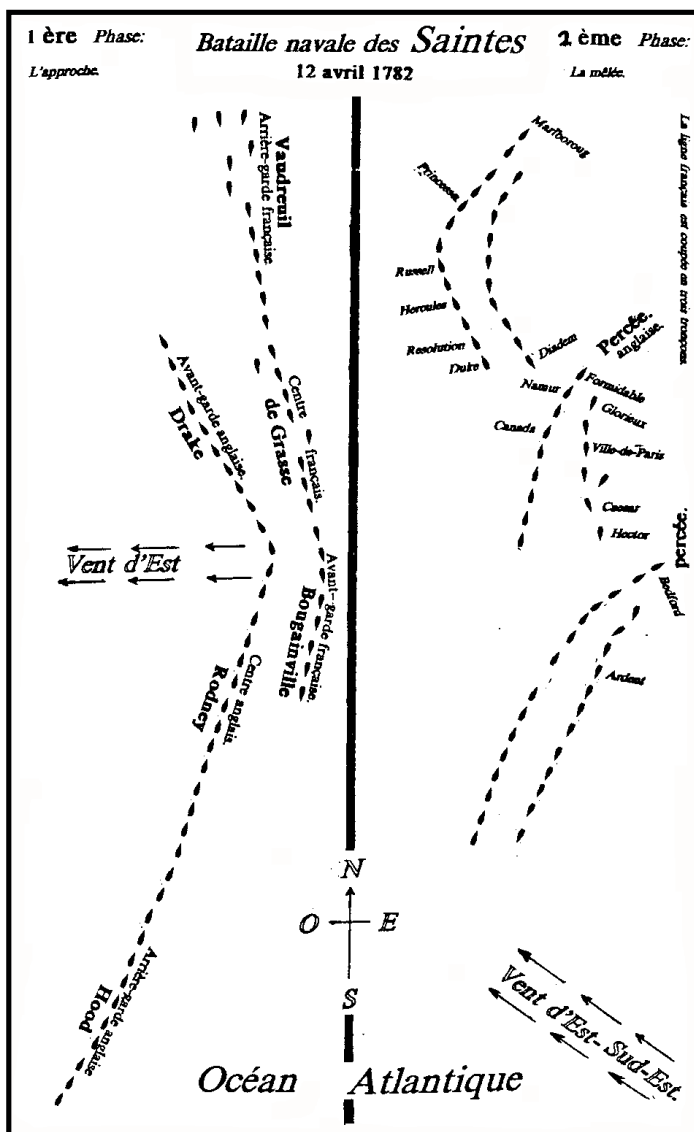 1 ère Phase:
L'approche.
Bataille navale des Saintes
12 avril 1782
2 ème Phase:
La mêlée.
La ligne française est coupée en trois tronçons.
Vaudreuil
Arrière-garde française.
Avant-garde anglaise.
Drake
Centre français.
de Grasse
Vent d'Est
Avant-garde française.
Bougainville
Centre anglais.
Rodney
Arrière-garde anglaise
Hood
Marlboroug
Princessa
Russell
Hercules
Resolution
Duke
Diadem
Percée.
anglaise.
Namur
Formidable
Canada
Glorieux
Ville-de-Paris
Caesar
Hector
percée.
Bedford
Ardent
N
O E
S
Vent d'Est-Sud-Est.
Océan Atlantique